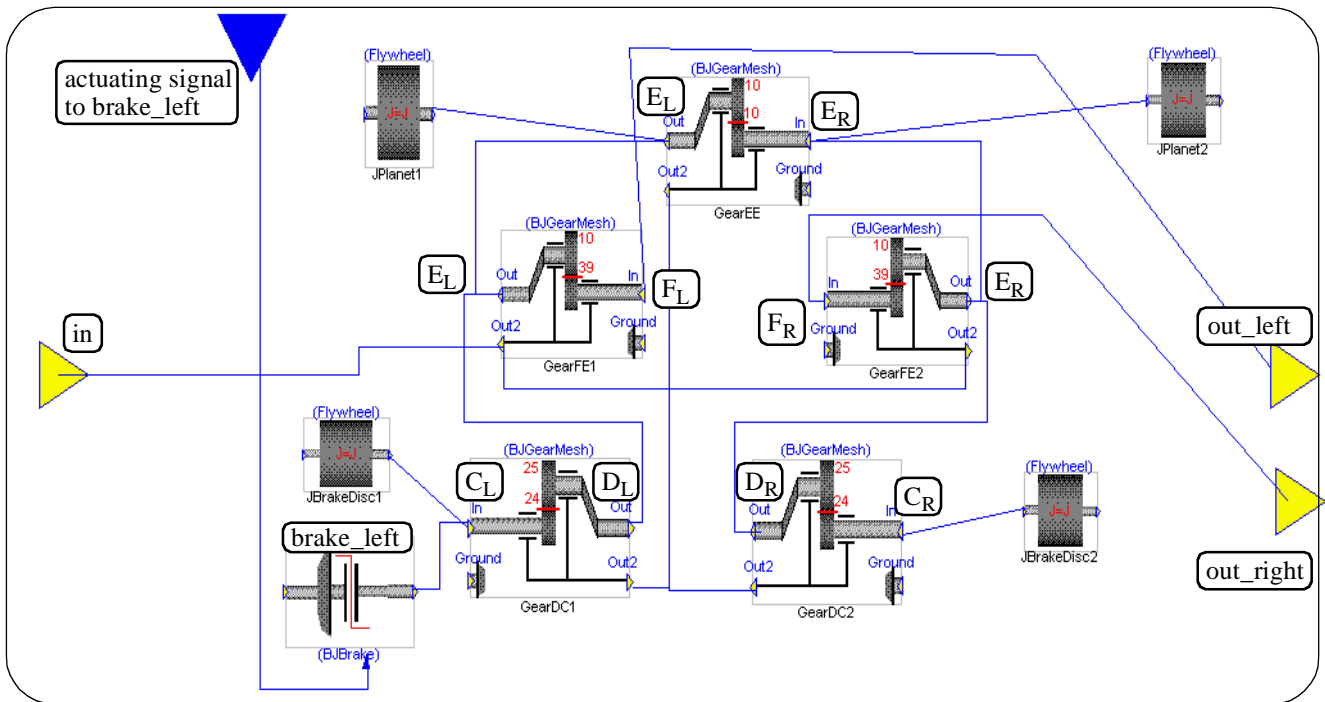 actuating signal
to brake_left
(Flywheel)
J=J
JPlanet1
E_L
(BJGearMesh)
10
10
Out
In
Out2
Ground
GearEE
E_R
(Flywheel)
J=J
JPlanet2
E_L
(BJGearMesh)
10
39
Out
In
Out2
Ground
GearFE1
F_L
(BJGearMesh)
10
39
In
Out
Ground
Out2
GearFE2
F_R
E_R
in
out_left
(Flywheel)
J=J
JBrakeDisc1
C_L
(BJGearMesh)
25
24
D_L
In
Out
Ground
Out2
GearDC1
D_R
(BJGearMesh)
25
24
C_R
Out
In
Out2
Ground
GearDC2
(Flywheel)
J=J
JBrakeDisc2
out_right
brake_left
(BJBrake)